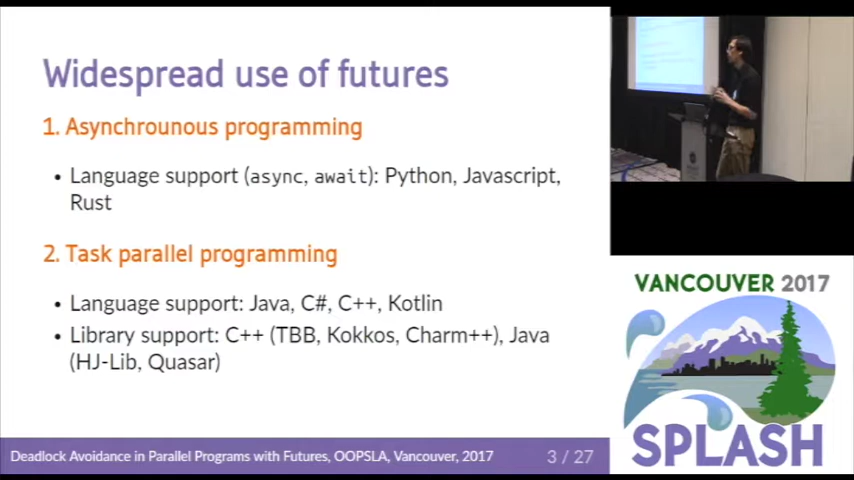 Widespread use of futures
1. Asynchrounous programming
• Language support (async, await): Python, Javascript,
Rust
2. Task parallel programming
• Language support: Java, C#, C++, Kotlin
• Library support: C++ (TBB, Kokkos, Charm++), Java
(HJ-Lib, Quasar)
Deadlock Avoidance in Parallel Programs with Futures, OOPSLA, Vancouver, 2017 3 / 27
VANCOUVER 2017
SPLASH